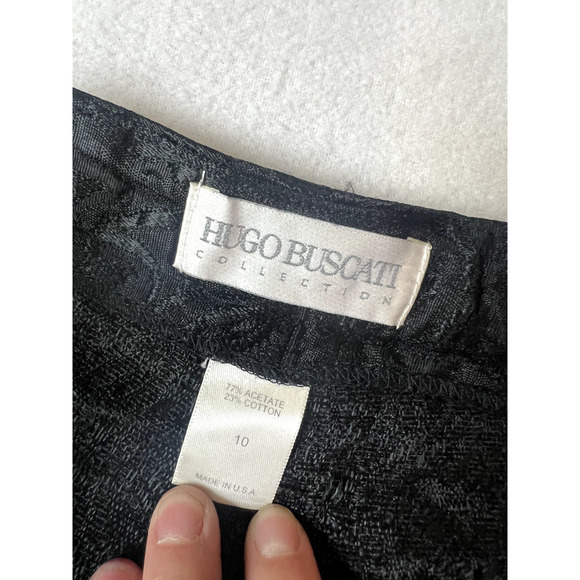 HUGO BUSCATI
COLLECTION
77% ACETATE
23% COTTON
10
MADE IN U.S.A